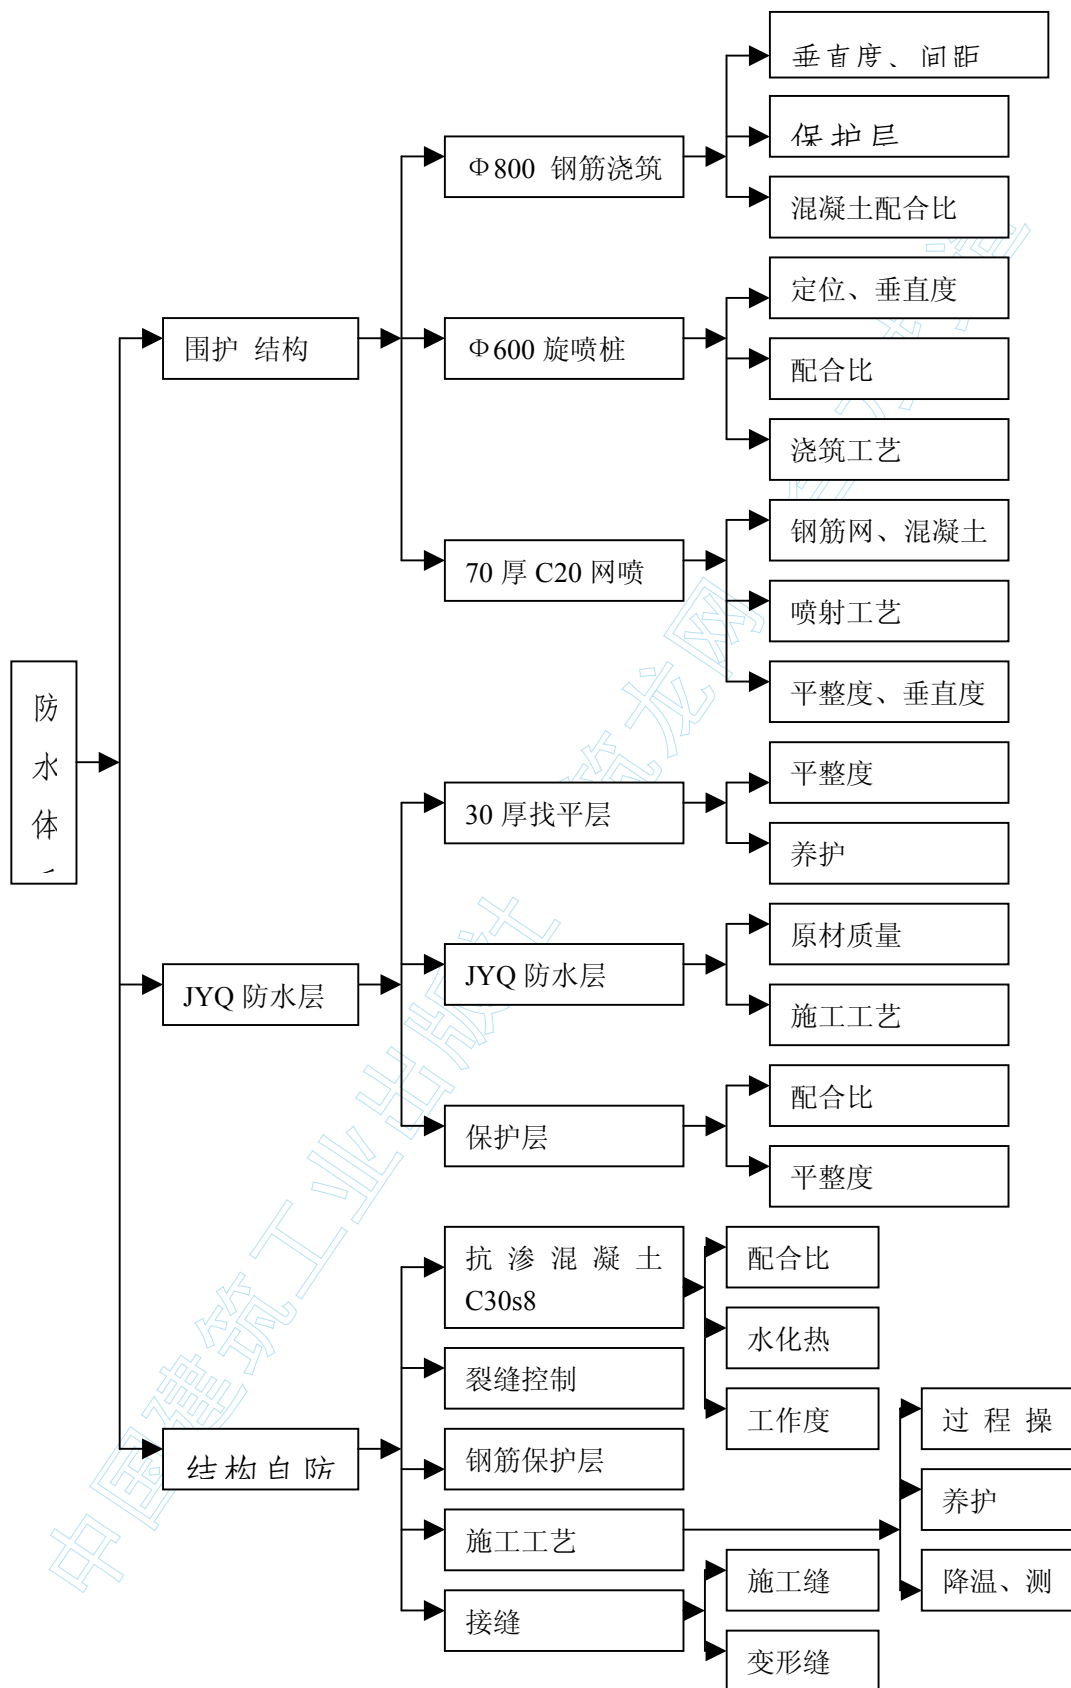 垂直度、间距
保护层
Φ800 钢筋浇筑
混凝土配合比
定位、垂直度
围护 结构
Φ600 旋喷桩
配合比
浇筑工艺
钢筋网、混凝土
70 厚 C20 网喷
喷射工艺
平整度、垂直度
防
水
体
平整度
30 厚找平层
养护
原材质量
JYQ 防水层
JYQ 防水层
施工工艺
配合比
保护层
平整度
抗渗混凝土
C30s8
配合比
水化热
裂缝控制
工作度
过程操
结构自防
钢筋保护层
养护
施工工艺
施工缝
降温、测
接缝
变形缝
中国建筑工业出版社
筑龙网